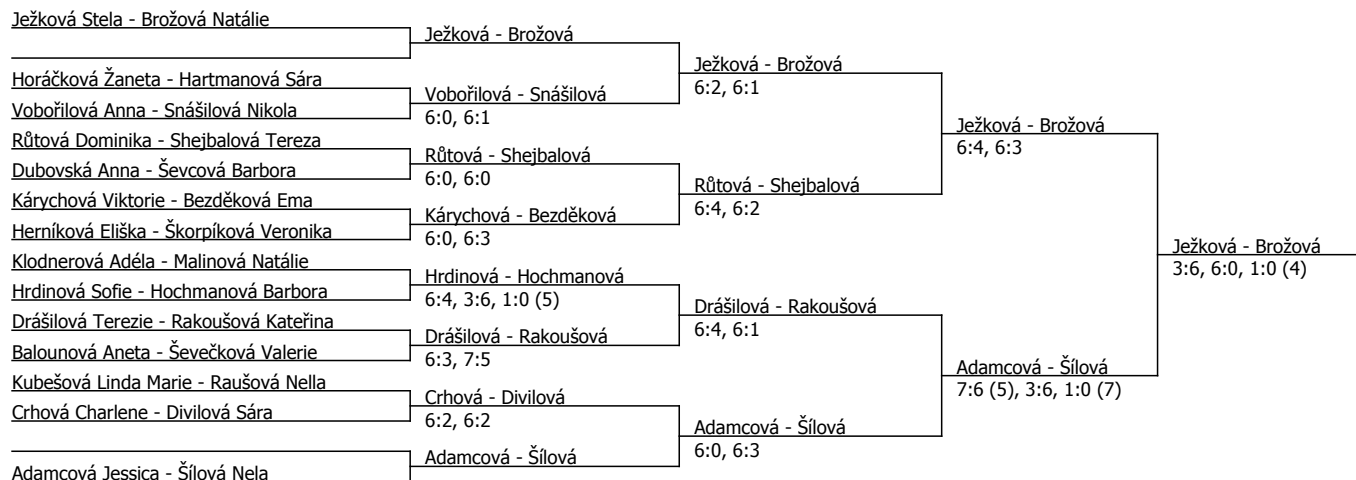 Ježková Stela - Brožová Natálie
Ježková - Brožová
Horáčková Žaneta - Hartmanová Sára
Ježková - Brožová
6:2, 6:1
Vobořilová Anna - Snášilová Nikola
Vobořilová - Snášilová
6:0, 6:1
Růtová Dominika - Shejbalová Tereza
Ježková - Brožová
6:4, 6:3
Dubovská Anna - Ševcová Barbora
Růtová - Shejbalová
6:0, 6:0
Kárychová Viktorie - Bezděková Ema
Růtová - Shejbalová
6:4, 6:2
Herníková Eliška - Škorpíková Veronika
Kárychová - Bezděková
6:0, 6:3
Ježková - Brožová
3:6, 6:0, 1:0 (4)
Klodnerová Adéla - Malinová Natálie
Hrdinová - Hochmanová
6:4, 3:6, 1:0 (5)
Hrdinová Sofie - Hochmanová Barbora
Drášilová - Rakoušová
6:4, 6:1
Drášilová Terezie - Rakoušová Kateřina
Drášilová - Rakoušová
6:3, 7:5
Balounová Aneta - Ševečková Valerie
Adamcová - Šílová
7:6 (5), 3:6, 1:0 (7)
Kubešová Linda Marie - Raušová Nella
Crhová - Divilová
6:2, 6:2
Crhová Charlene - Divilová Sára
Adamcová - Šílová
6:0, 6:3
Adamcová - Šílová
Adamcová Jessica - Šílová Nela